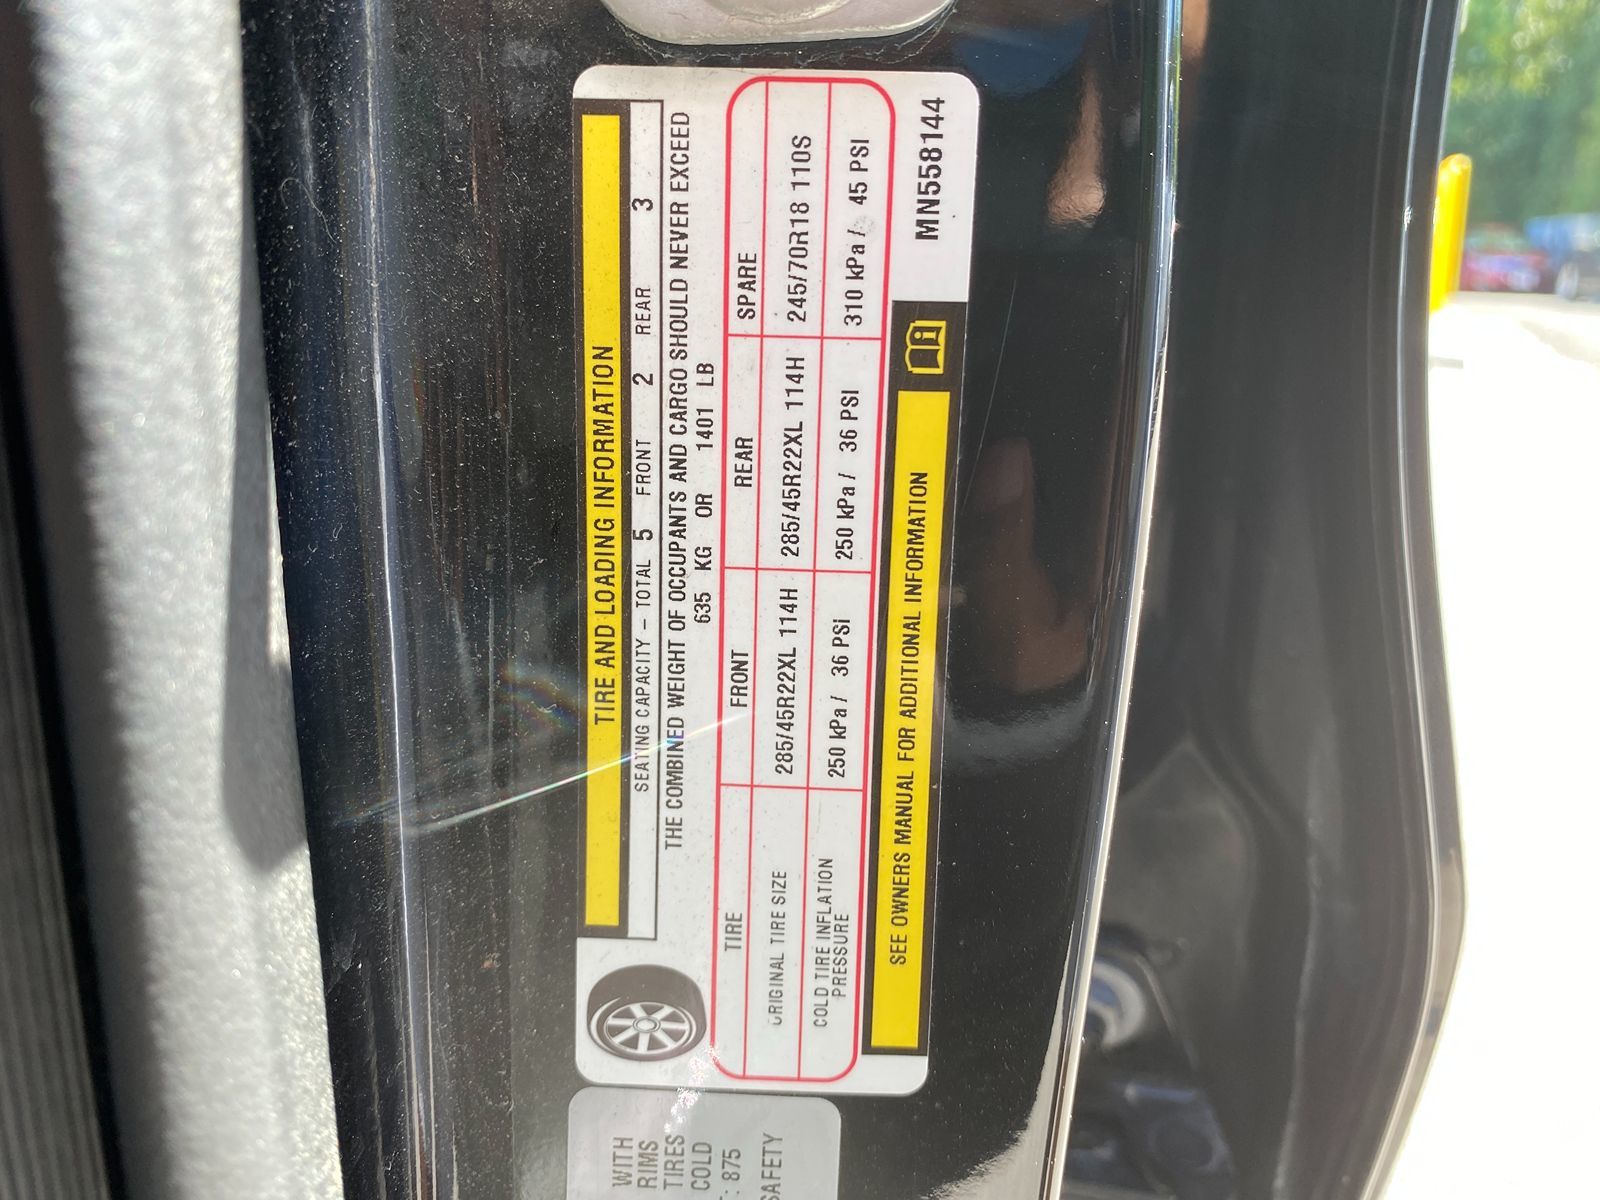 TIRE AND LOADING INFORMATION
SEATING CAPACITY – TOTAL 5 FRONT 2 REAR 3
THE COMBINED WEIGHT OF OCCUPANTS AND CARGO SHOULD NEVER EXCEED
635 KG OR 1401 LB
TIRE FRONT REAR SPARE
ORIGINAL TIRE SIZE 285/45R22XL 114H 285/45R22XL 114H 245/70R18 110S
COLD TIRE INFLATION
PRESSURE 250 kPa / 36 PSI 250 kPa / 36 PSI 310 kPa / 45 PSI
SEE OWNERS MANUAL FOR ADDITIONAL INFORMATION
MN558144
WITH
RIMS
TIRES
COLD
: 875
SAFETY